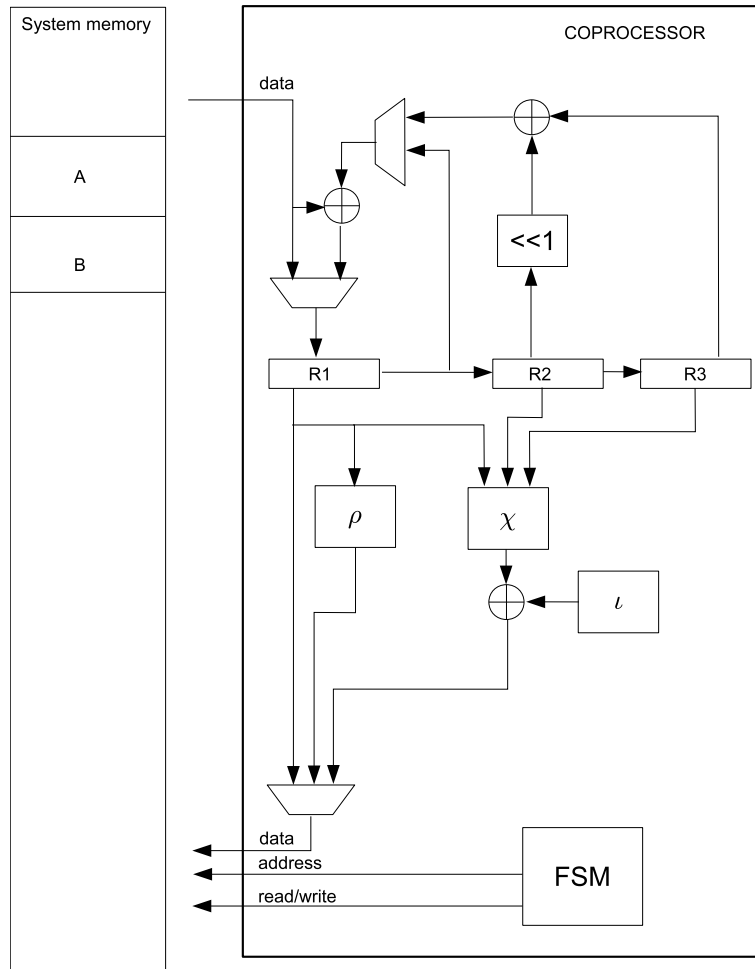 System memory
COPROCESSOR
data
A
B
<<1
R1
R2
R3
ρ
χ
ι
data
address
read/write
FSM